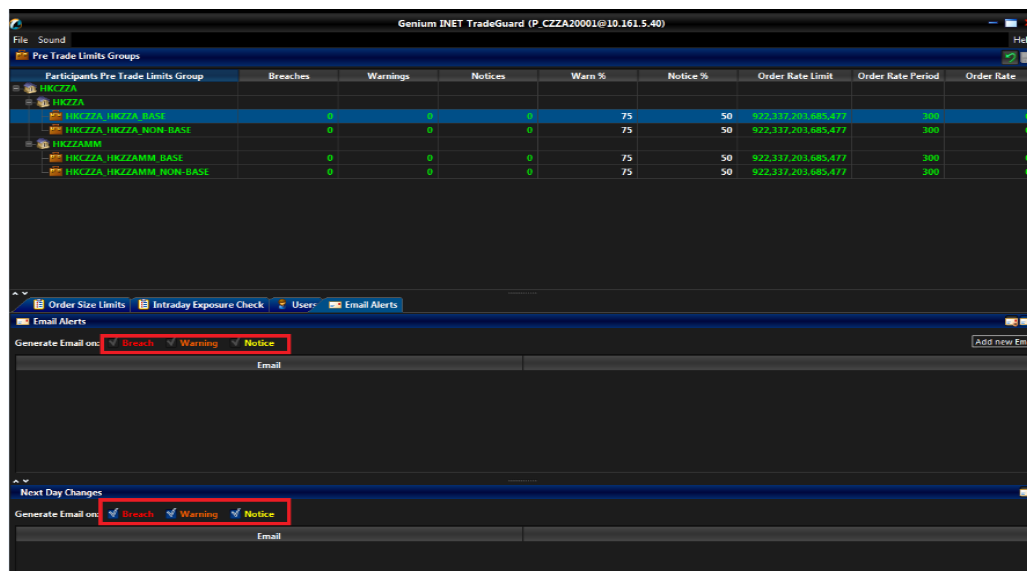 Genium INET TradeGuard (P_CZZA20001@10.161.5.40)
File Sound Hel
Pre Trade Limits Groups
Participants Pre Trade Limits Group Breaches Warnings Notices Warn % Notice % Order Rate Limit Order Rate Period Order Rate
HKCZZA
HKZZA
HKCZZA_HKZZA_BASE 0 0 0 75 50 922,337,203,685,477 300
HKCZZA_HKZZA_NON-BASE 0 0 0 75 50 922,337,203,685,477 300
HKZZAMM
HKCZZA_HKZZAMM_BASE 0 0 0 75 50 922,337,203,685,477 300
HKCZZA_HKZZAMM_NON-BASE 0 0 0 75 50 922,337,203,685,477 300
Order Size Limits Intraday Exposure Check Users Email Alerts
Email Alerts
Generate Email on: Breach Warning Notice Add new Em
Email
Next Day Changes
Generate Email on: Breach Warning Notice
Email